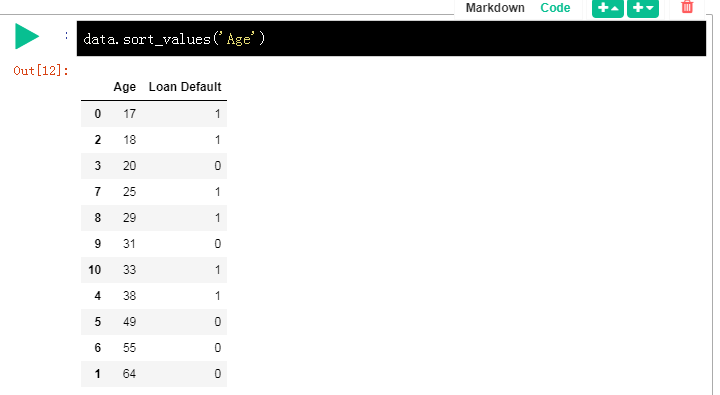 Markdown Code
: data.sort_values('Age')
Out[12]:
Age Loan Default
0 17 1
2 18 1
3 20 0
7 25 1
8 29 1
9 31 0
10 33 1
4 38 1
5 49 0
6 55 0
1 64 0